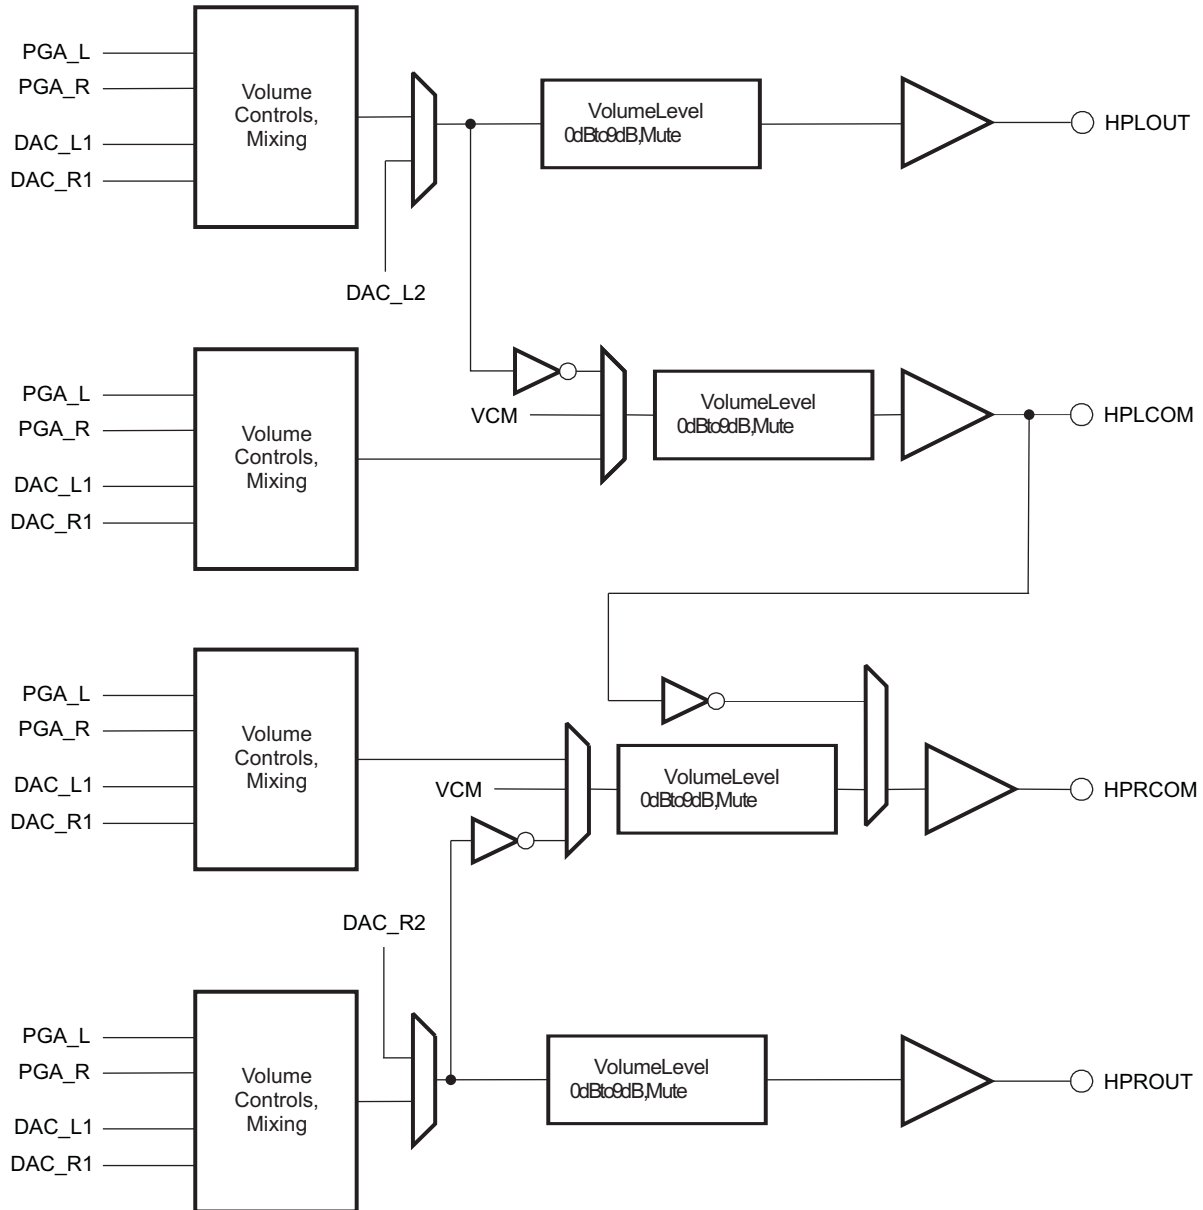 PGA_L
PGA_R
DAC_L1
DAC_R1
Volume
Controls,
Mixing
DAC_L2
VolumeLevel
0dBto9dB,Mute
HPLOUT
PGA_L
PGA_R
DAC_L1
DAC_R1
Volume
Controls,
Mixing
VCM
VolumeLevel
0dBto9dB,Mute
HPLCOM
PGA_L
PGA_R
DAC_L1
DAC_R1
Volume
Controls,
Mixing
VCM
VolumeLevel
0dBto9dB,Mute
HPRCOM
DAC_R2
PGA_L
PGA_R
DAC_L1
DAC_R1
Volume
Controls,
Mixing
VolumeLevel
0dBto9dB,Mute
HPROUT